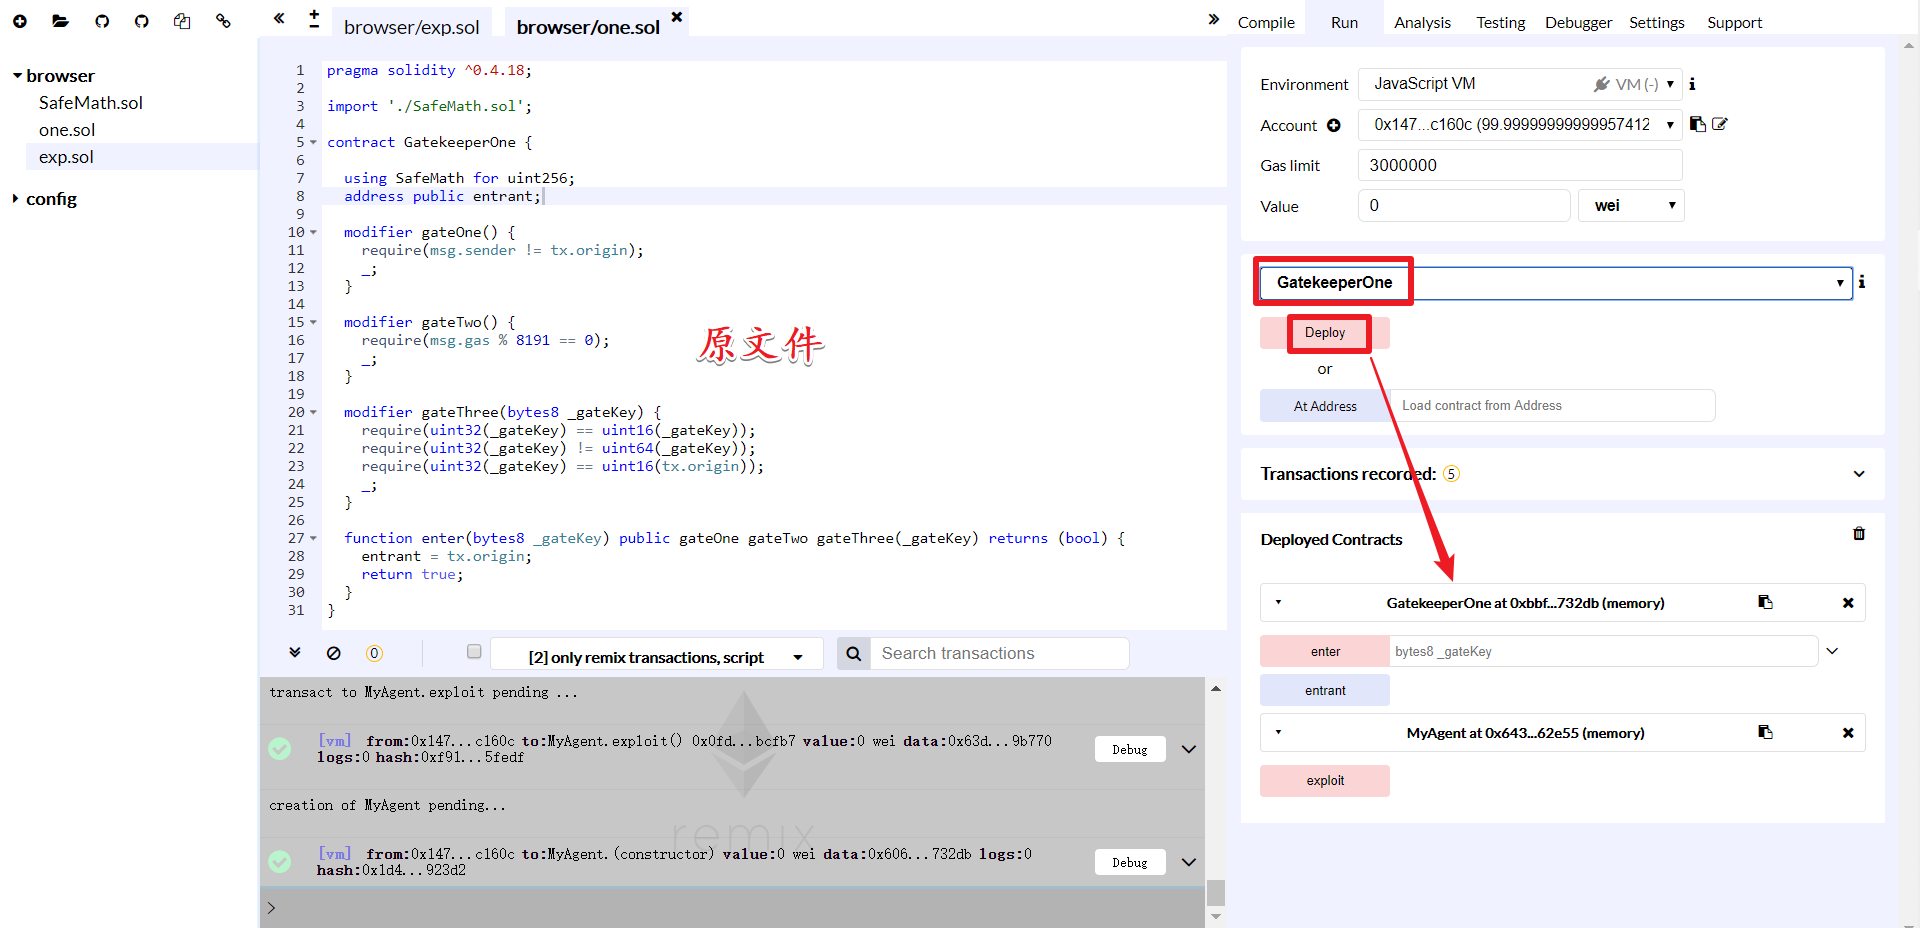 browser/exp.sol
browser/one.sol
Compile
Run
Analysis
Testing
Debugger
Settings
Support
browser
SafeMath.sol
one.sol
exp.sol
config
1 pragma solidity ^0.4.18;
2
3 import './SafeMath.sol';
4
5 contract GatekeeperOne {
6
7 using SafeMath for uint256;
8 address public entrant;
9
10 modifier gateOne() {
11 require(msg.sender != tx.origin);
12 _;
13 }
14
15 modifier gateTwo() {
16 require(msg.gas % 8191 == 0);
17 _;
18 }
19
20 modifier gateThree(bytes8 _gateKey) {
21 require(uint32(_gateKey) == uint16(_gateKey));
22 require(uint32(_gateKey) != uint64(_gateKey));
23 require(uint32(_gateKey) == uint16(tx.origin));
24 _;
25 }
26
27 function enter(bytes8 _gateKey) public gateOne gateTwo gateThree(_gateKey) returns (bool) {
28 entrant = tx.origin;
29 return true;
30 }
31 }
原文件
0
[2] only remix transactions, script
Search transactions
transact to MyAgent.exploit pending ...
[vm] from:0x147...c160c to:MyAgent.exploit() 0x0fd...bcfb7 value:0 wei data:0x63d...9b770
logs:0 hash:0xf91...5fedf
Debug
creation of MyAgent pending...
remix
[vm] from:0x147...c160c to:MyAgent.(constructor) value:0 wei data:0x606...732db logs:0
hash:0x1d4...923d2
Debug
>
Environment
JavaScript VM
VM (-)
Account
0x147...c160c (99.99999999999957412
Gas limit
3000000
Value
0
wei
GatekeeperOne
Deploy
or
At Address
Load contract from Address
Transactions recorded: 5
Deployed Contracts
GatekeeperOne at 0xbbf...732db (memory)
enter
bytes8 _gateKey
entrant
MyAgent at 0x643...62e55 (memory)
exploit